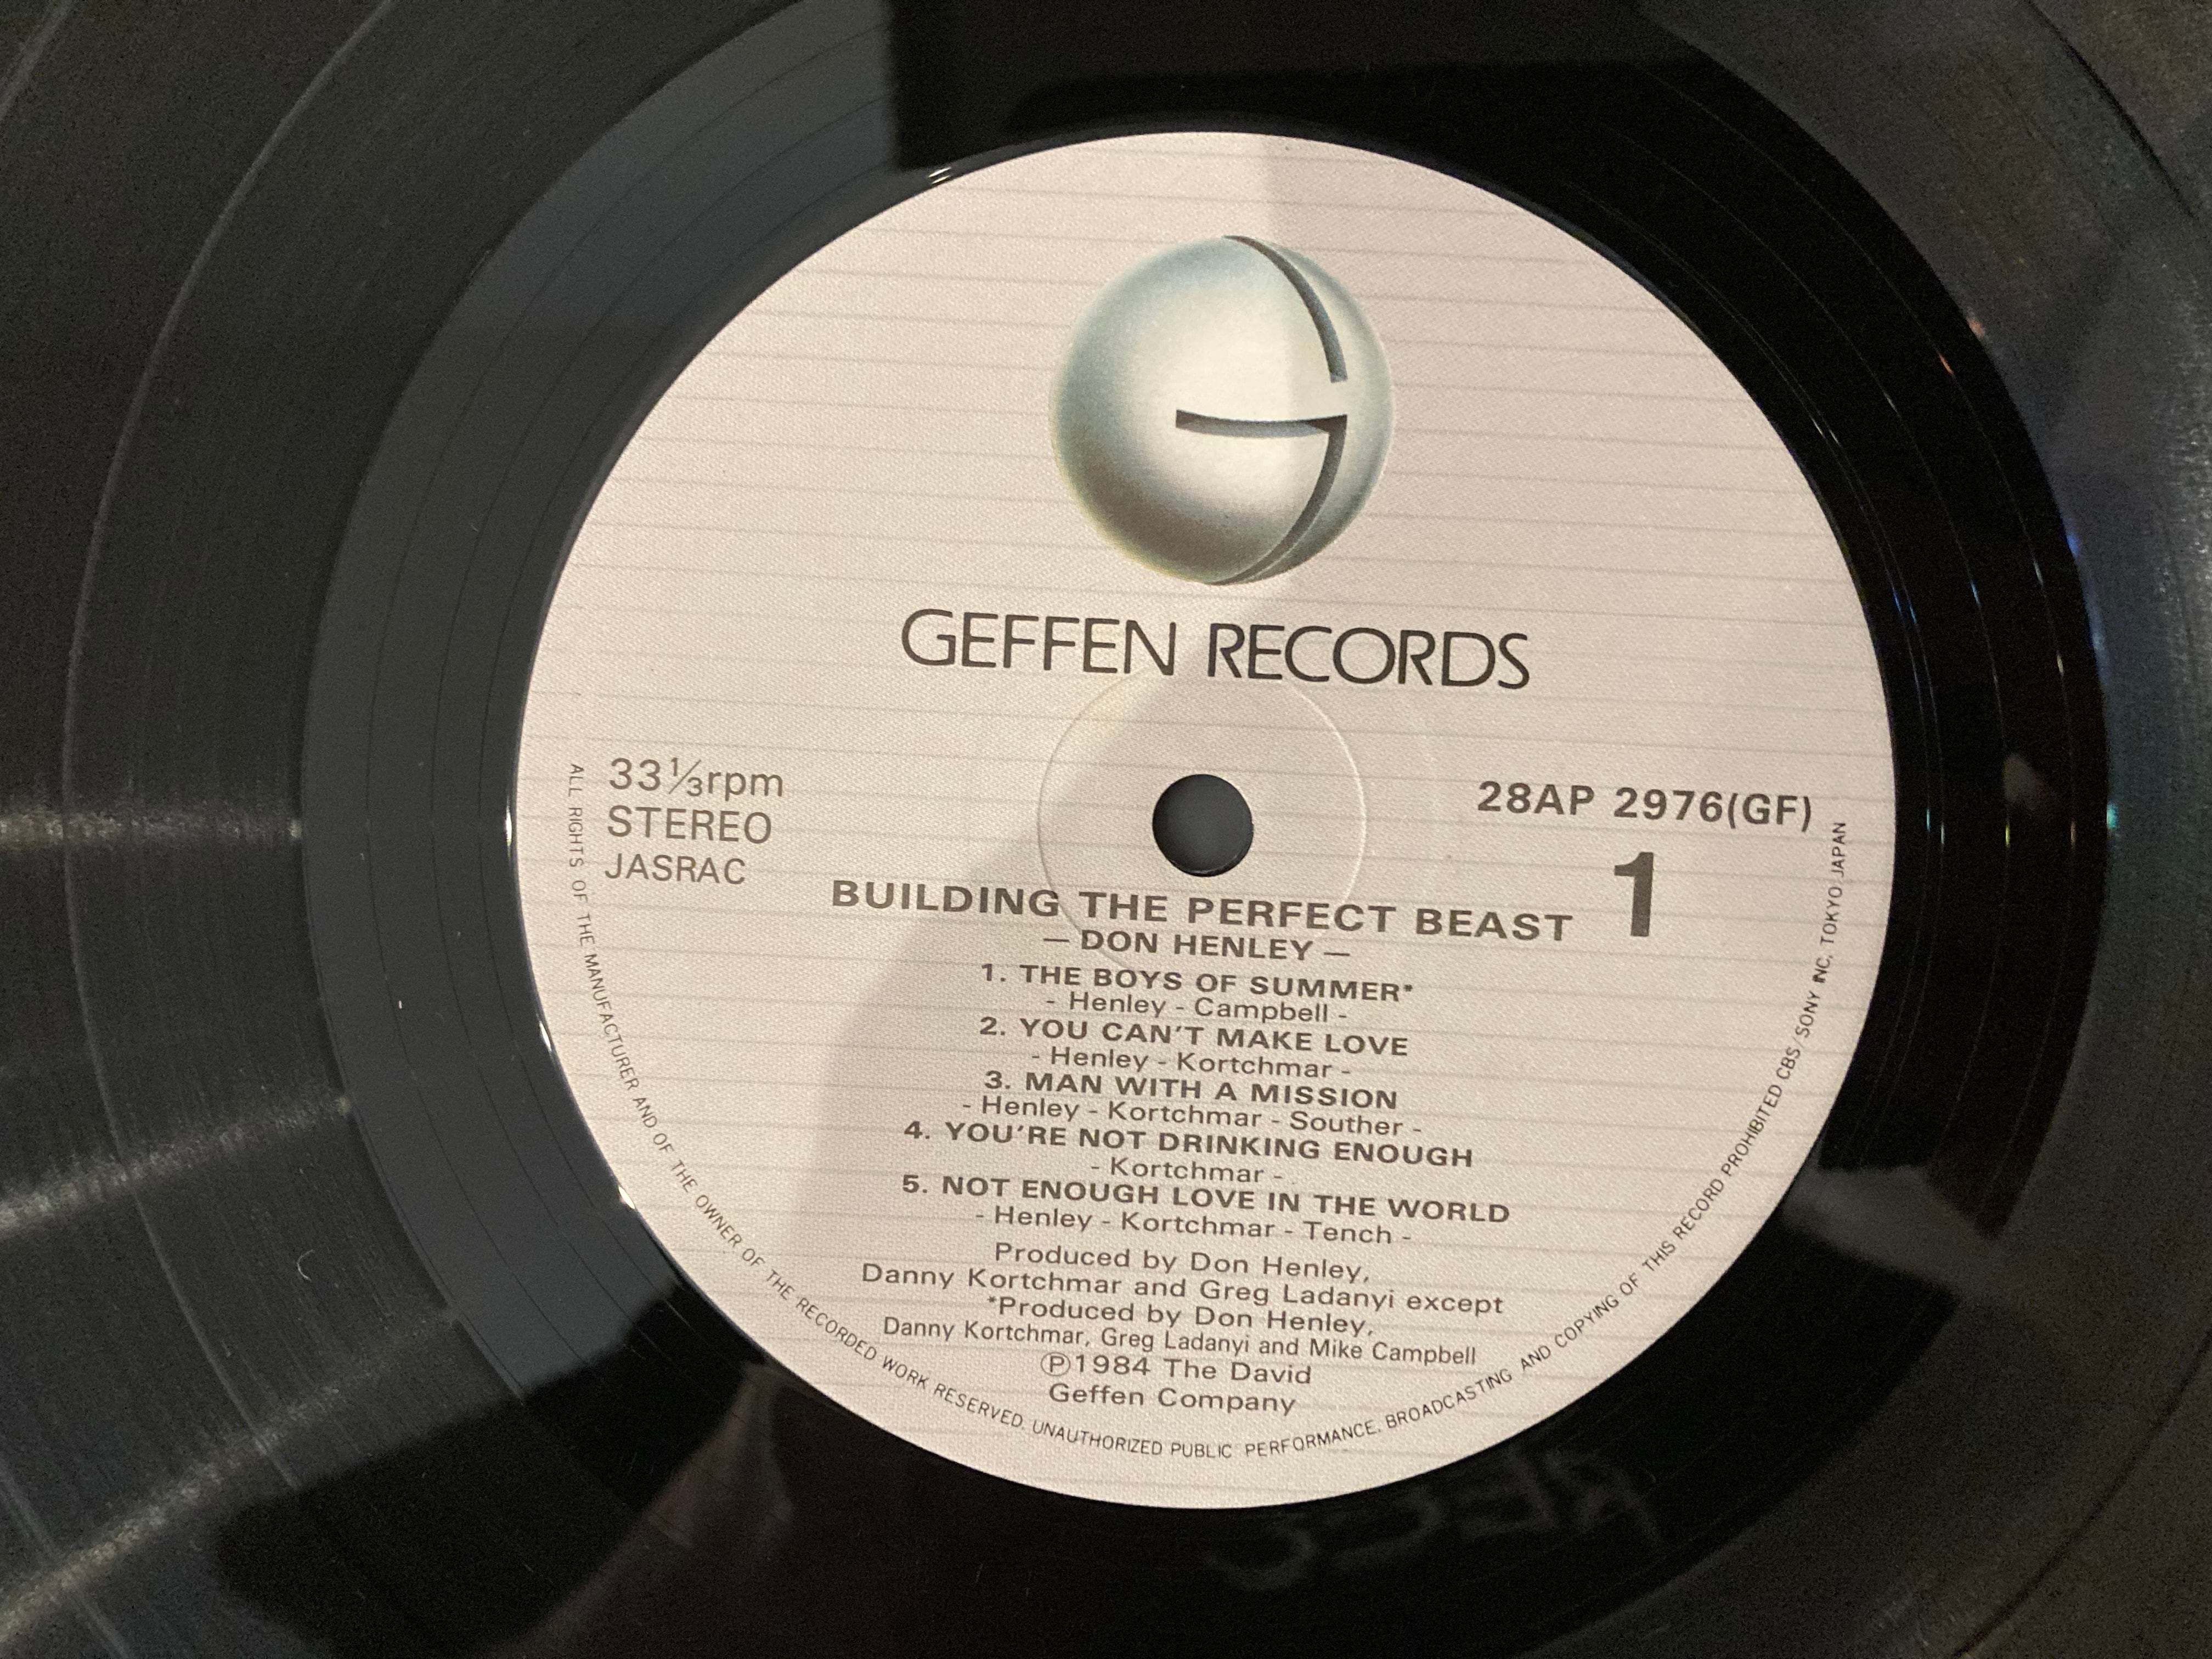 GEFFEN RECORDS
33⅓rpm
STEREO
JASRAC
28AP 2976(GF)
1
BUILDING THE PERFECT BEAST
— DON HENLEY —
1. THE BOYS OF SUMMER*
- Henley - Campbell -
2. YOU CAN'T MAKE LOVE
- Henley - Kortchmar -
3. MAN WITH A MISSION
- Henley - Kortchmar - Souther -
4. YOU'RE NOT DRINKING ENOUGH
- Kortchmar -
5. NOT ENOUGH LOVE IN THE WORLD
- Henley - Kortchmar - Tench -
Produced by Don Henley,
Danny Kortchmar and Greg Ladanyi except
*Produced by Don Henley,
Danny Kortchmar, Greg Ladanyi and Mike Campbell
Ⓟ1984 The David
Geffen Company
ALL RIGHTS OF THE MANUFACTURER AND OF THE OWNER OF THE RECORDED WORK RESERVED. UNAUTHORIZED PUBLIC PERFORMANCE, BROADCASTING AND COPYING OF THIS RECORD PROHIBITED CBS/SONY INC. TOKYO JAPAN